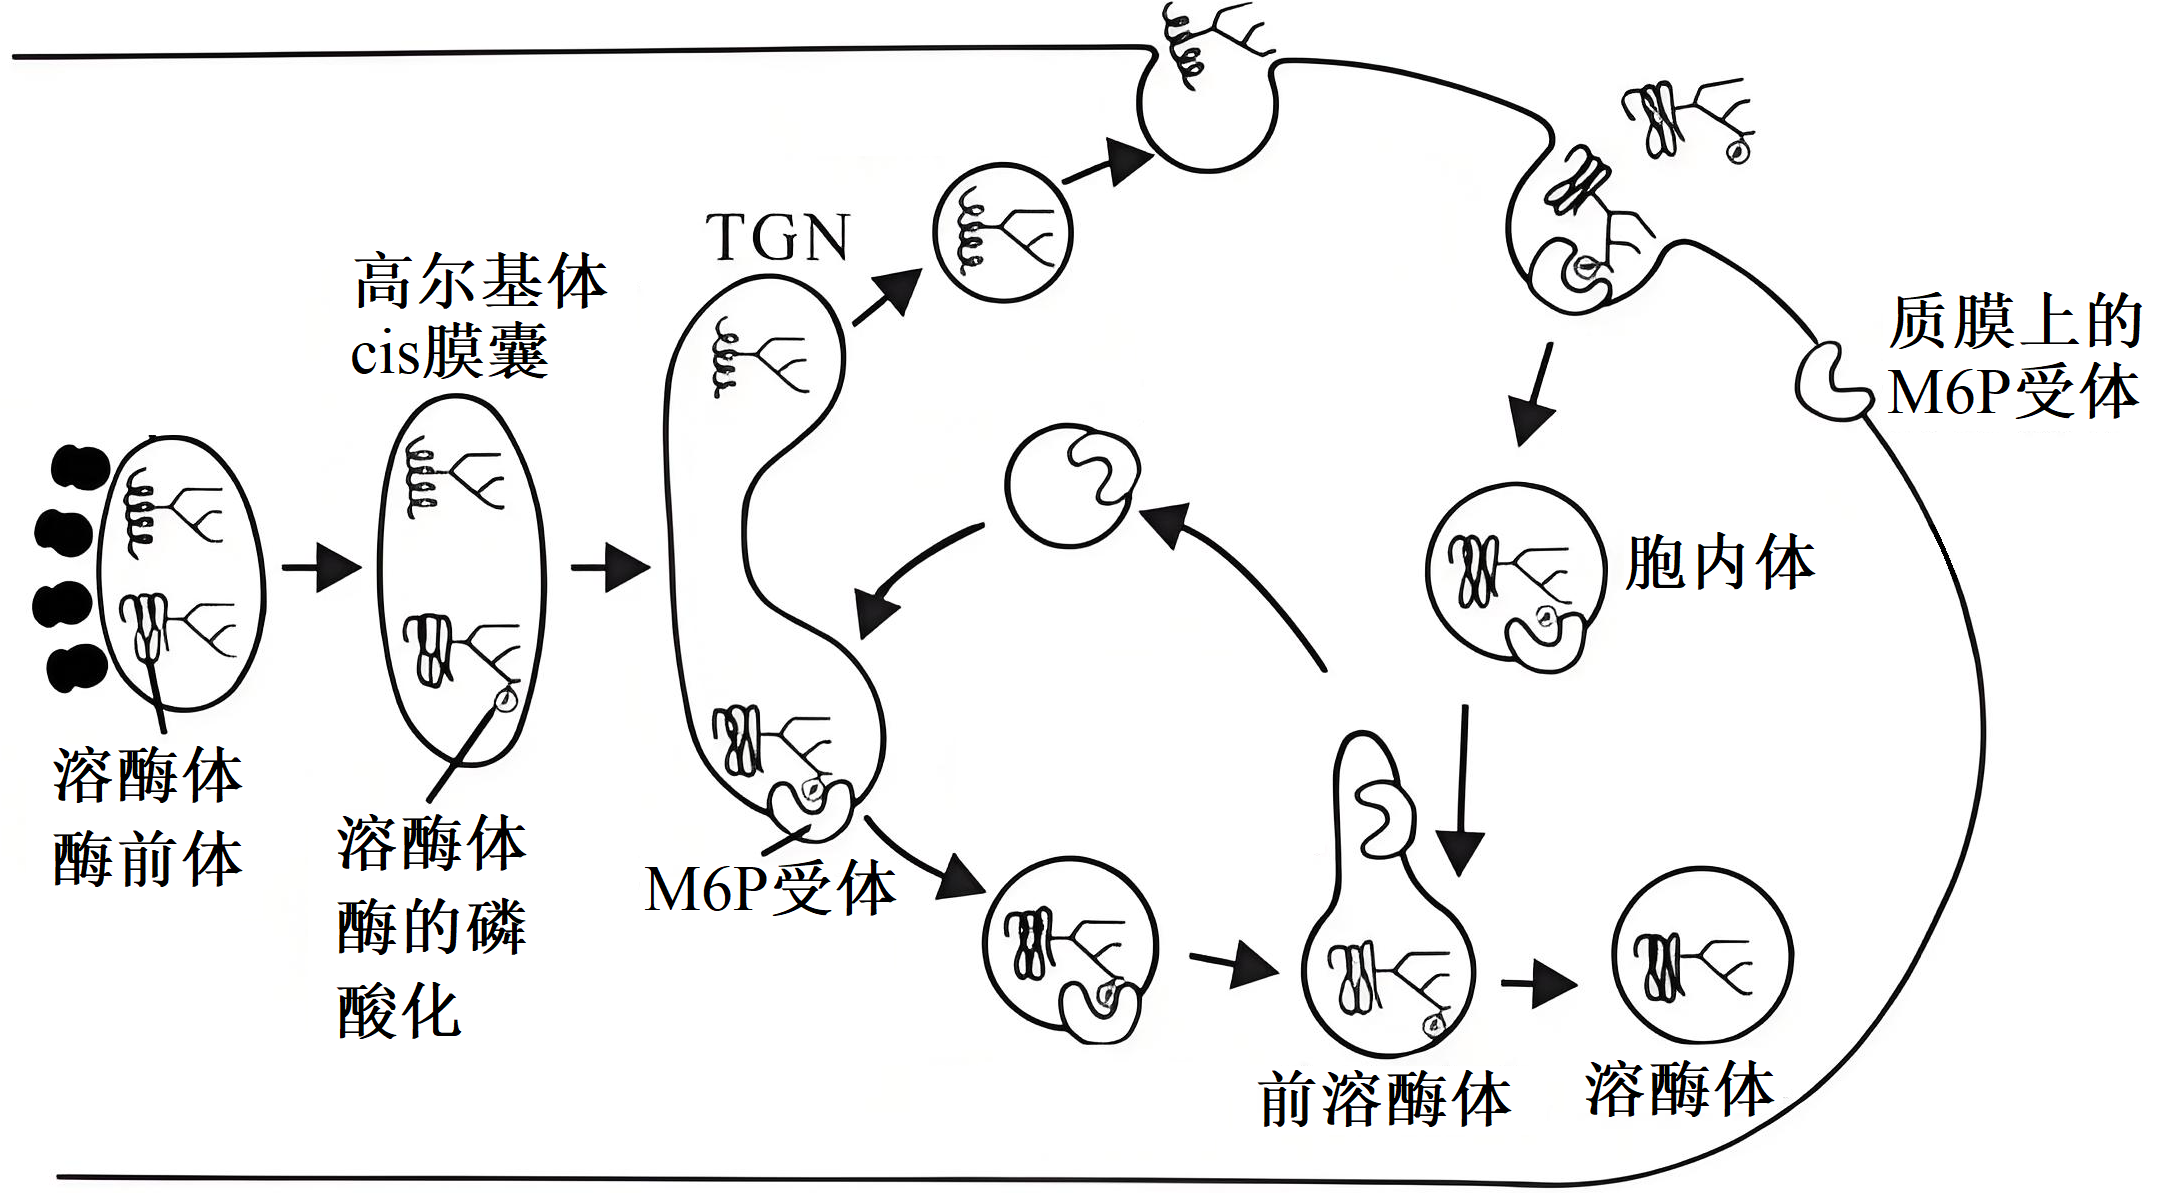 TGN
高尔基体
cis膜囊
质膜上的
M6P受体
胞内体
溶酶体
酶前体
溶酶体
酶的磷
酸化
M6P受体
前溶酶体
溶酶体